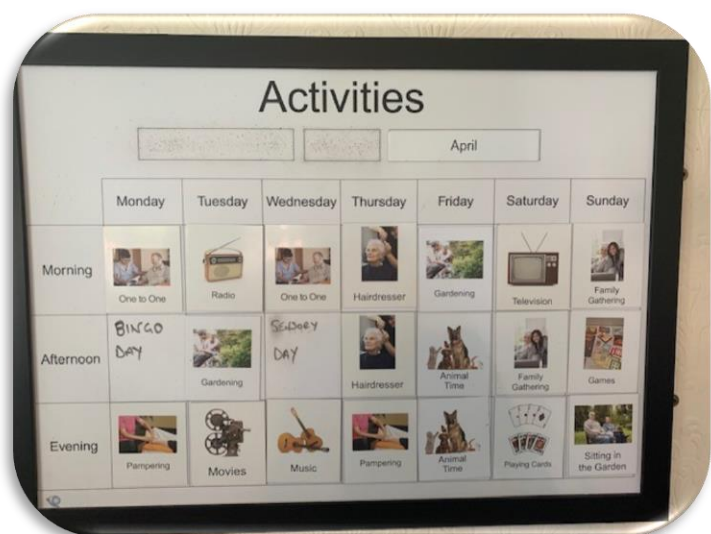 Activities
April
Monday Tuesday Wednesday Thursday Friday Saturday Sunday
Morning
One to One Radio One to One Hairdresser Gardening Television Family
Gathering
BINGO
DAY
SENSORY
DAY
Afternoon
Gardening Hairdresser Animal
Time Family
Gathering Games
Evening
Pampering Movies Music Pampering Animal
Time Playing Cards Sitting in
the Garden